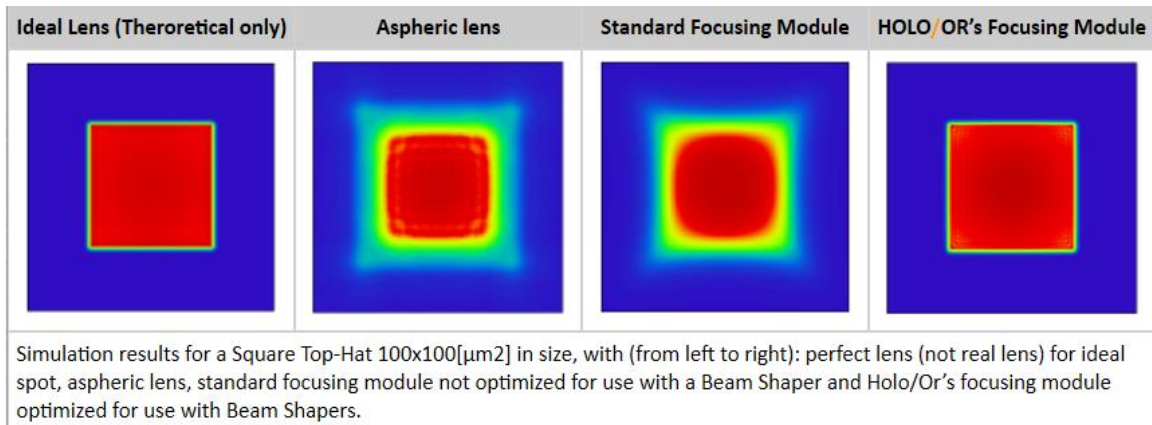 Ideal Lens (Theroretical only)
Aspheric lens
Standard Focusing Module
HOLO/OR's Focusing Module
Simulation results for a Square Top-Hat 100x100[µm2] in size, with (from left to right): perfect lens (not real lens) for ideal
spot, aspheric lens, standard focusing module not optimized for use with a Beam Shaper and Holo/Or's focusing module
optimized for use with Beam Shapers.